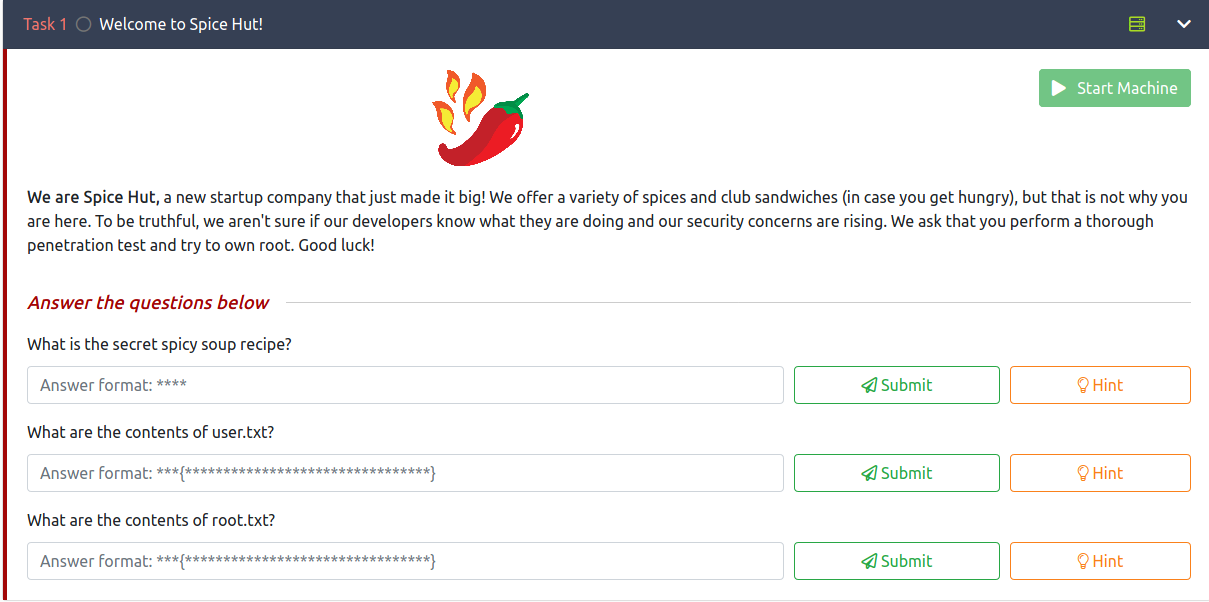 Task 1 Welcome to Spice Hut!
Start Machine
We are Spice Hut, a new startup company that just made it big! We offer a variety of spices and club sandwiches (in case you get hungry), but that is not why you
are here. To be truthful, we aren't sure if our developers know what they are doing and our security concerns are rising. We ask that you perform a thorough
penetration test and try to own root. Good luck!
Answer the questions below
What is the secret spicy soup recipe?
Answer format: **** Submit Hint
What are the contents of user.txt?
Answer format: ***{********************************} Submit Hint
What are the contents of root.txt?
Answer format: ***{********************************} Submit Hint